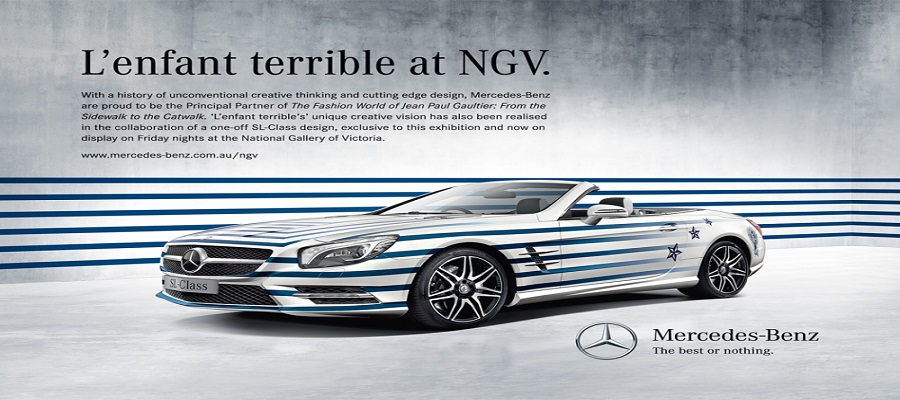 L'enfant terrible at NGV.
With a history of unconventional creative thinking and cutting edge design, Mercedes-Benz
are proud to be the Principal Partner of The Fashion World of Jean Paul Gaultier: From the
Sidewalk to the Catwalk. 'L'enfant terrible's' unique creative vision has also been realised
in the collaboration of a one-off SL-Class design, exclusive to this exhibition and now on
display on Friday nights at the National Gallery of Victoria.
www.mercedes-benz.com.au/ngv
SL-Class
Mercedes-Benz
The best or nothing.